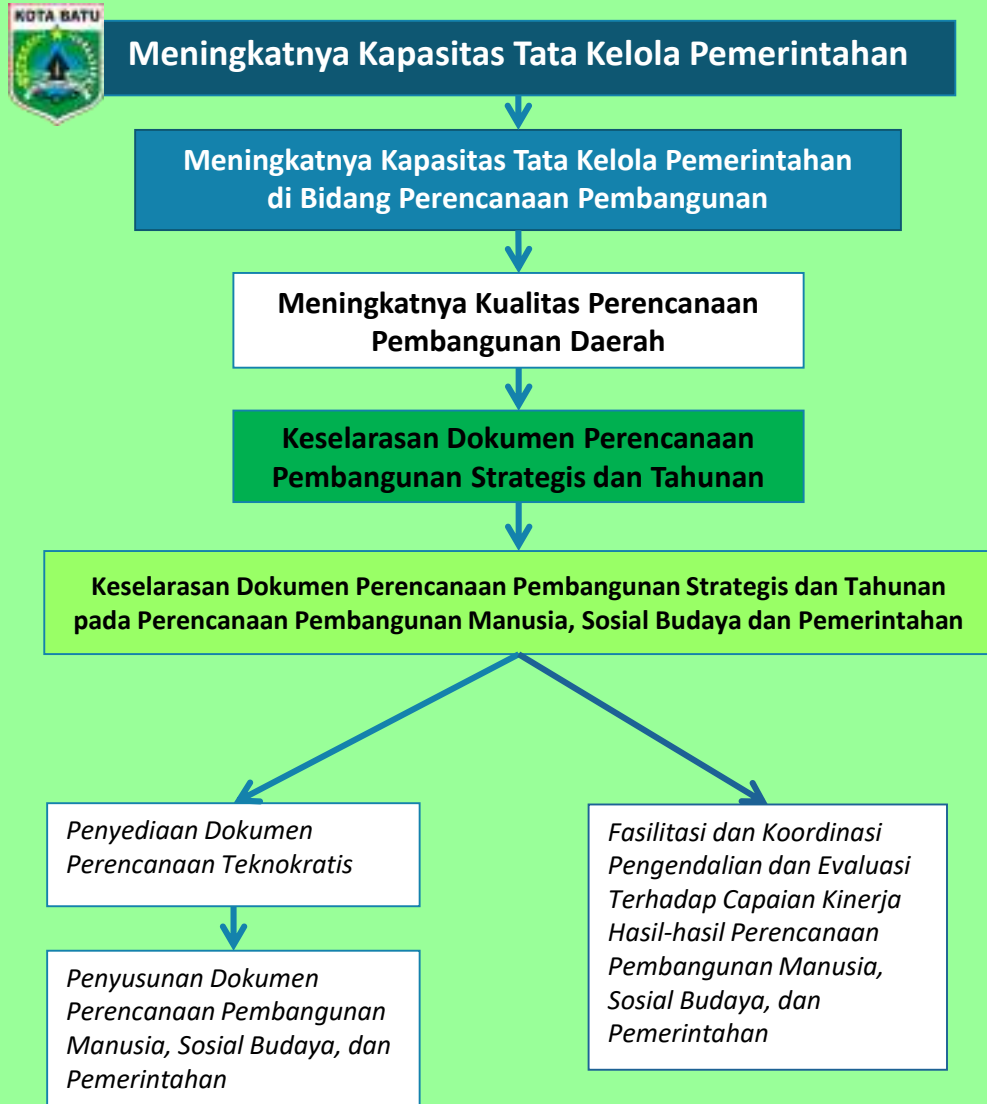 KOTA BATU
Meningkatnya Kapasitas Tata Kelola Pemerintahan
Meningkatnya Kapasitas Tata Kelola Pemerintahan
di Bidang Perencanaan Pembangunan
Meningkatnya Kualitas Perencanaan
Pembangunan Daerah
Keselarasan Dokumen Perencanaan
Pembangunan Strategis dan Tahunan
Keselarasan Dokumen Perencanaan Pembangunan Strategis dan Tahunan
pada Perencanaan Pembangunan Manusia, Sosial Budaya dan Pemerintahan
Penyediaan Dokumen
Perencanaan Teknokratis
Penyusunan Dokumen
Perencanaan Pembangunan
Manusia, Sosial Budaya, dan
Pemerintahan
Fasilitasi dan Koordinasi
Pengendalian dan Evaluasi
Terhadap Capaian Kinerja
Hasil-hasil Perencanaan
Pembangunan Manusia,
Sosial Budaya, dan
Pemerintahan